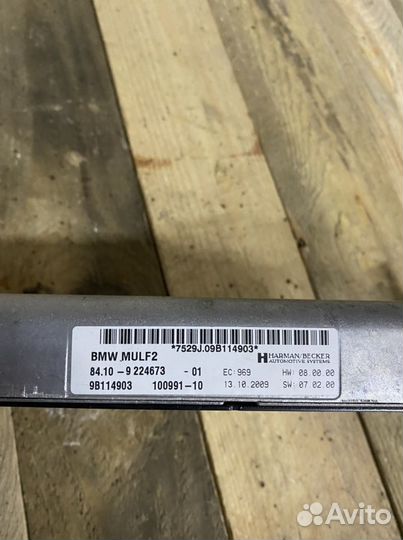 *7529J.09B114903*
BMW MULF2
HARMAN/BECKER
AUTOMOTIVE SYSTEMS
84.10 - 9 224673 - 01 EC: 969 HW: 08.00.00
9B114903 100991-10 13.10.2009 SW: 07.02.00
Avito